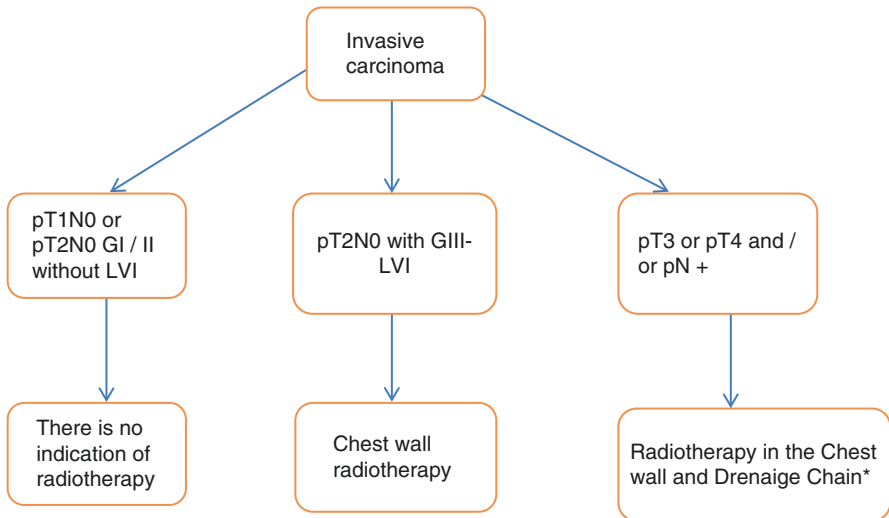 Invasive
carcinoma
pT1N0 or
pT2N0 GI / II
without LVI
pT2N0 with GIII-
LVI
pT3 or pT4 and /
or pN +
There is no
indication of
radiotherapy
Chest wall
radiotherapy
Radiotherapy in the Chest
wall and Drenaige Chain*